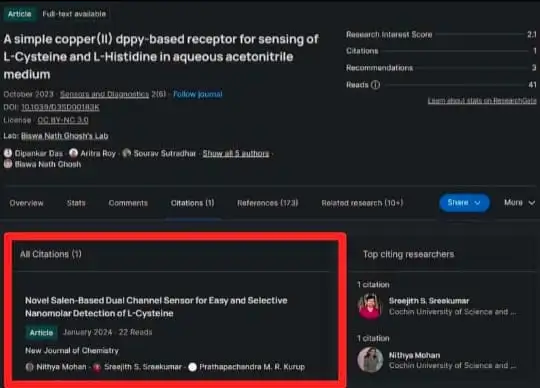 Article Full-text available
A simple copper(II) dppy-based receptor for sensing of
L-Cysteine and L-Histidine in aqueous acetonitrile
medium
October 2023 · Sensors and Diagnostics 2(6) · Follow journal
DOI: 10.1039/D3SD00183K
License · CC BY-NC 3.0
Lab: Biswa Nath Ghosh's Lab
Dipankar Das · Aritra Roy · Sourav Sutradhar · Show all 5 authors ·
Biswa Nath Ghosh
Research Interest Score 2.1
Citations 1
Recommendations 3
Reads 41
Learn about stats on ResearchGate
Overview Stats Comments Citations (1) References (173) Related research (10+) Share More
All Citations (1)
Novel Salen-Based Dual Channel Sensor for Easy and Selective
Nanomolar Detection of L-Cysteine
Article January 2024 · 22 Reads
New Journal of Chemistry
Nithya Mohan · Sreejith S. Sreekumar · Prathapachandra M. R. Kurup
Top citing researchers
1 citation
Sreejith S. Sreekumar
Cochin University of Science and ...
1 citation
Nithya Mohan
Cochin University of Science and ...